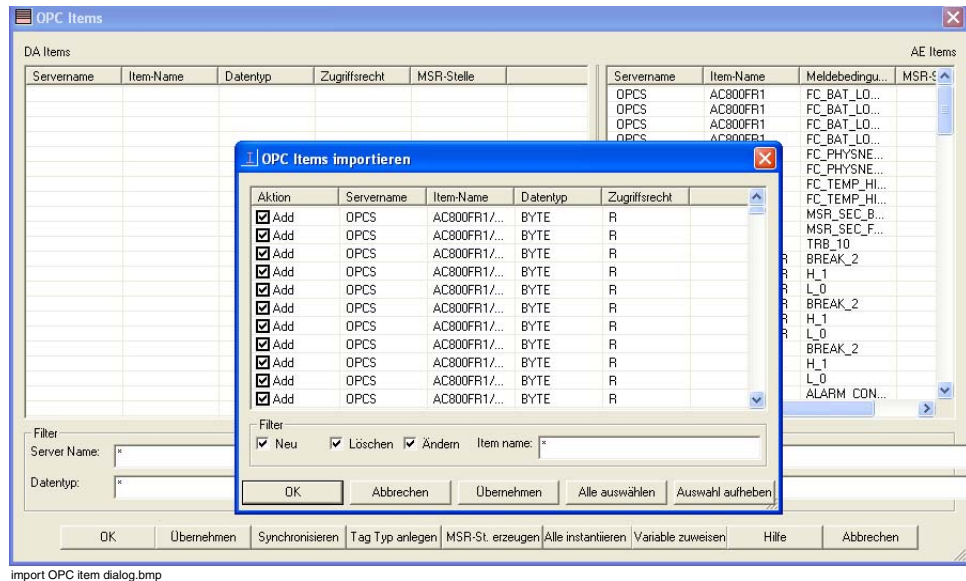 OPC Items
DA Items
AE Items
Servername Item-Name Datentyp Zugriffsrecht MSR-Stelle
Servername Item-Name Meldebedingu... MSR-S
OPCS AC800FR1 FC_BAT_LO...
OPCS AC800FR1 FC_BAT_LO...
OPCS AC800FR1 FC_BAT_LO...
OPCS AC800FR1 FC_BAT_LO...
FC_PHYSNE...
FC_PHYSNE...
FC_TEMP_HI...
FC_TEMP_HI...
MSR_SEC_B...
MSR_SEC_F...
TRB_10
R BREAK_2
R H_1
R L_0
R BREAK_2
R H_1
R L_0
BREAK_2
H_1
L_0
ALARM_CON...
OPC Items importieren
Aktion Servername Item-Name Datentyp Zugriffsrecht
Add OPCS AC800FR1/... BYTE R
Add OPCS AC800FR1/... BYTE R
Add OPCS AC800FR1/... BYTE R
Add OPCS AC800FR1/... BYTE R
Add OPCS AC800FR1/... BYTE R
Add OPCS AC800FR1/... BYTE R
Add OPCS AC800FR1/... BYTE R
Add OPCS AC800FR1/... BYTE R
Add OPCS AC800FR1/... BYTE R
Add OPCS AC800FR1/... BYTE R
Add OPCS AC800FR1/... BYTE R
Filter
Neu Löschen Ändern Item name: *
OK Abbrechen Übernehmen Alle auswählen Auswahl aufheben
Filter
Server Name: *
Datentyp: *
OK Übernehmen Synchronisieren Tag Typ anlegen MSR-St. erzeugen Alle instantiieren Variable zuweisen Hilfe Abbrechen
import OPC item dialog.bmp